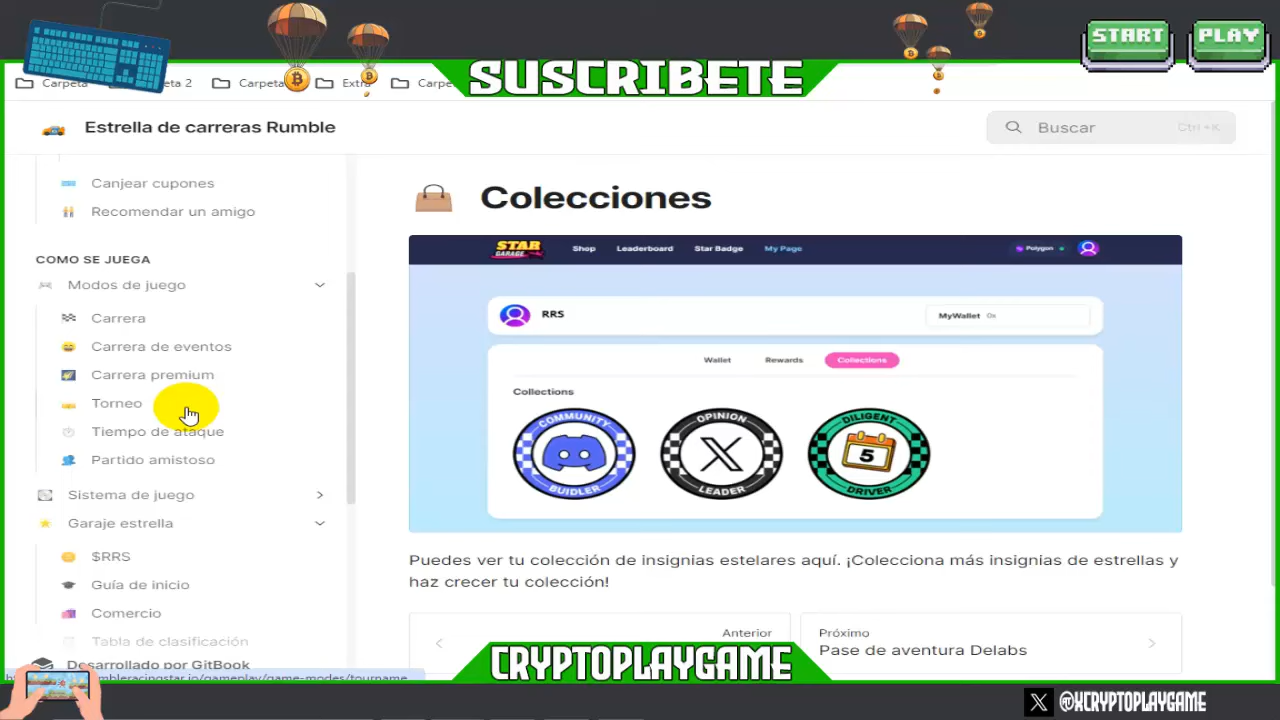 START PLAY
SUSCRIBETE
Carpeta
ta 2
Carpeta
Extra
Carpe
Estrella de carreras Rumble
Buscar
Ctrl +K
Canjear cupones
Recomendar un amigo
COMO SE JUEGA
Modos de juego
Carrera
Carrera de eventos
Carrera premium
Torneo
Tiempo de ataque
Partido amistoso
Sistema de juego
Garaje estrella
$RRS
Guía de inicio
Comercio
Tabla de clasificación
Desarrollado por GitBook
Colecciones
STAR
GARAGE
Shop Leaderboard Star Badge My Page
Polygon
RRS
MyWallet 0x
Wallet Rewards Collections
Collections
COMMUNITY
BUIDLER
OPINION
X
LEADER
DILIGENT
5
DRIVER
Puedes ver tu colección de insignias estelares aquí. ¡Colecciona más insignias de estrellas y
haz crecer tu colección!
Anterior
Próximo
Pase de aventura Delabs
CRYPTOPLAYGAME
X @XCRYPTOPLAYGAME